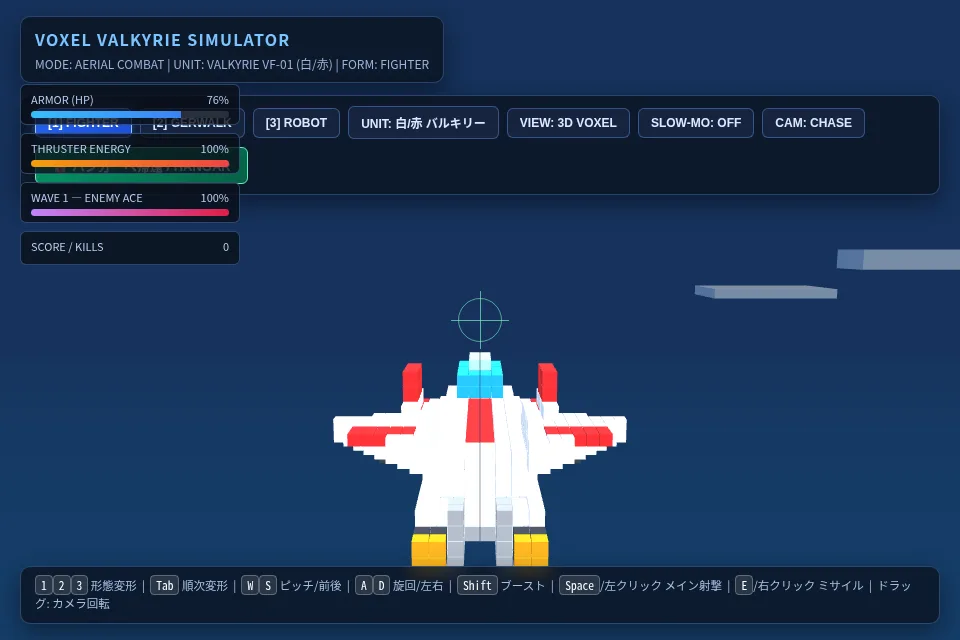 VOXEL VALKYRIE SIMULATOR
MODE: AERIAL COMBAT | UNIT: VALKYRIE VF-01 (白/赤) | FORM: FIGHTER
ARMOR (HP) 76%
[1] FIGHTER [2] GERWALK [3] ROBOT UNIT: 白/赤 バルキリー VIEW: 3D VOXEL SLOW-MO: OFF CAM: CHASE
THRUSTER ENERGY 100%
WAVE 1 — ENEMY ACE 100%
SCORE / KILLS 0
1 2 3 形態変形 | Tab 順次変形 | W S ピッチ/前後 | A D 旋回/左右 | Shift ブースト | Space /左クリック メイン射撃 | E /右クリック ミサイル | ドラッ
グ: カメラ回転